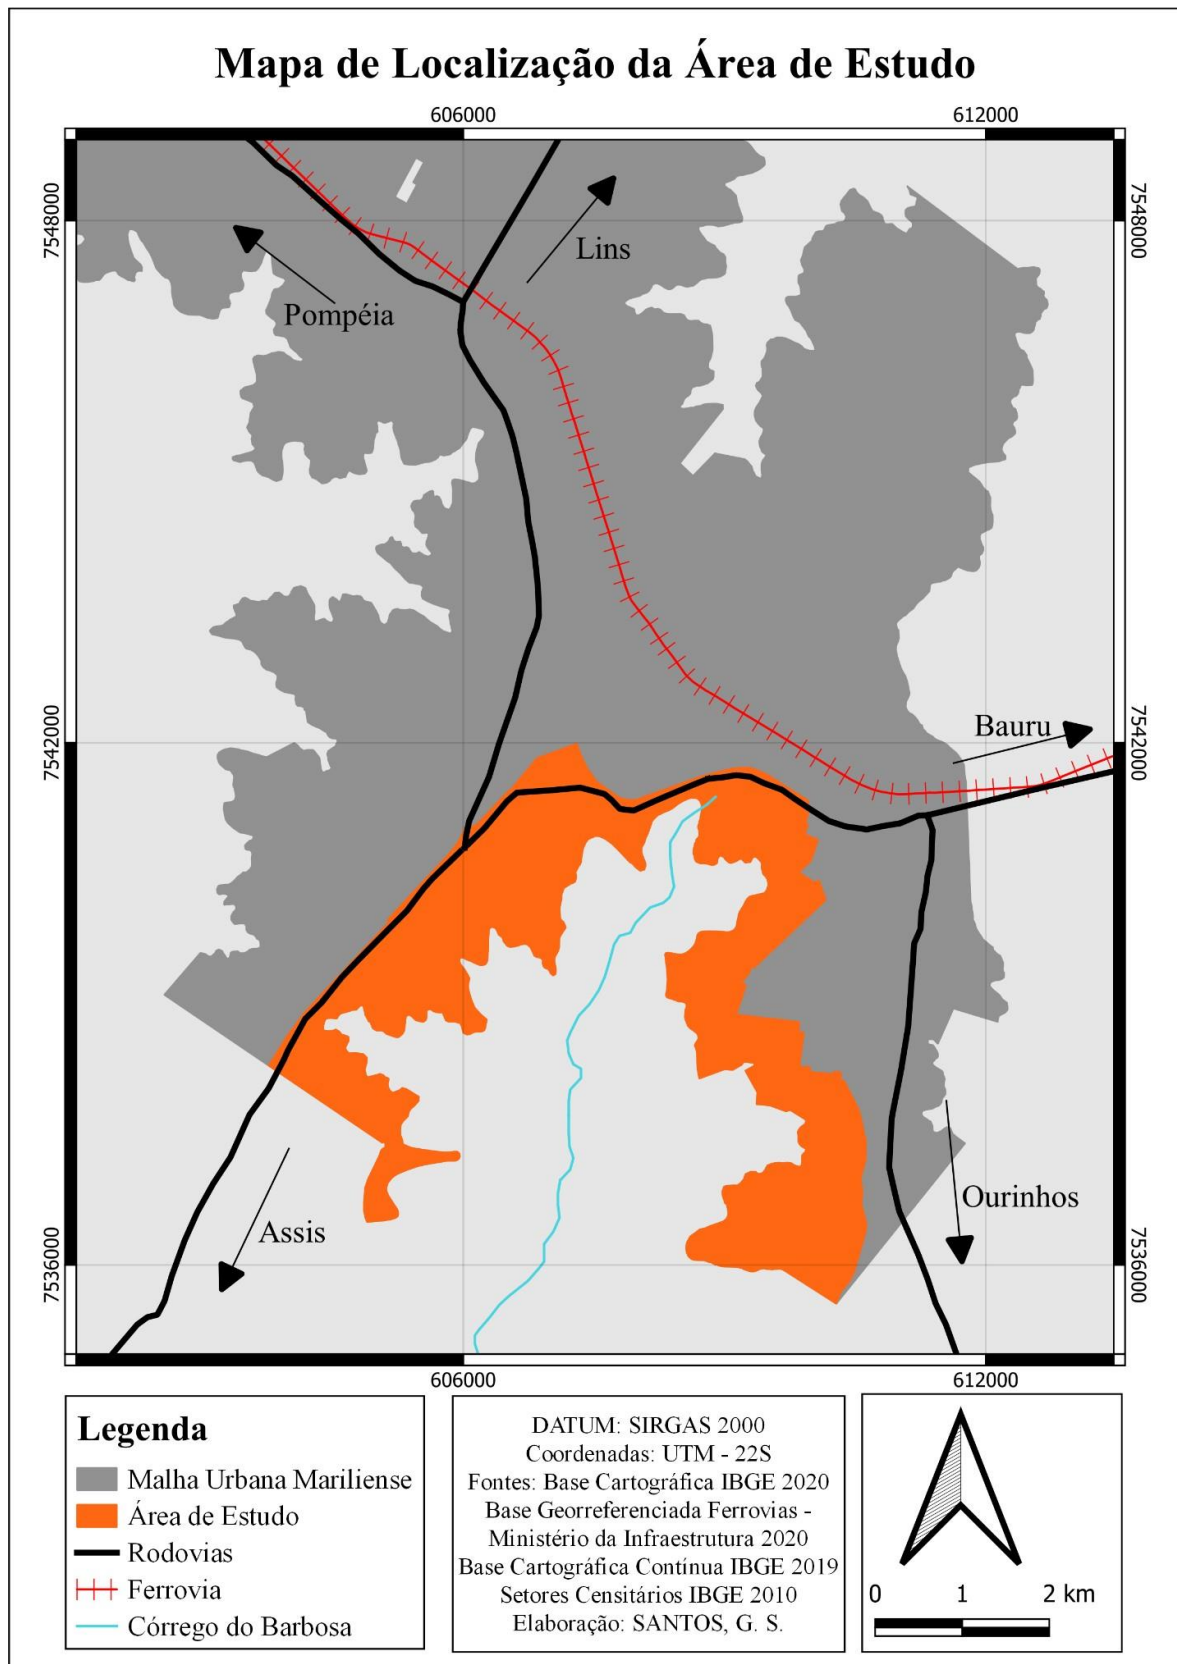 Mapa de Localização da Área de Estudo
606000
612000
7548000
7548000
Lins
Pompéia
Bauru
7542000
7542000
Ourinhos
Assis
7536000
7536000
606000
612000
Legenda
Malha Urbana Mariliense
Área de Estudo
Rodovias
Ferrovia
Córrego do Barbosa
DATUM: SIRGAS 2000
Coordenadas: UTM - 22S
Fontes: Base Cartográfica IBGE 2020
Base Georreferenciada Ferrovias -
Ministério da Infraestrutura 2020
Base Cartográfica Contínua IBGE 2019
Setores Censitários IBGE 2010
Elaboração: SANTOS, G. S.
0 1 2 km